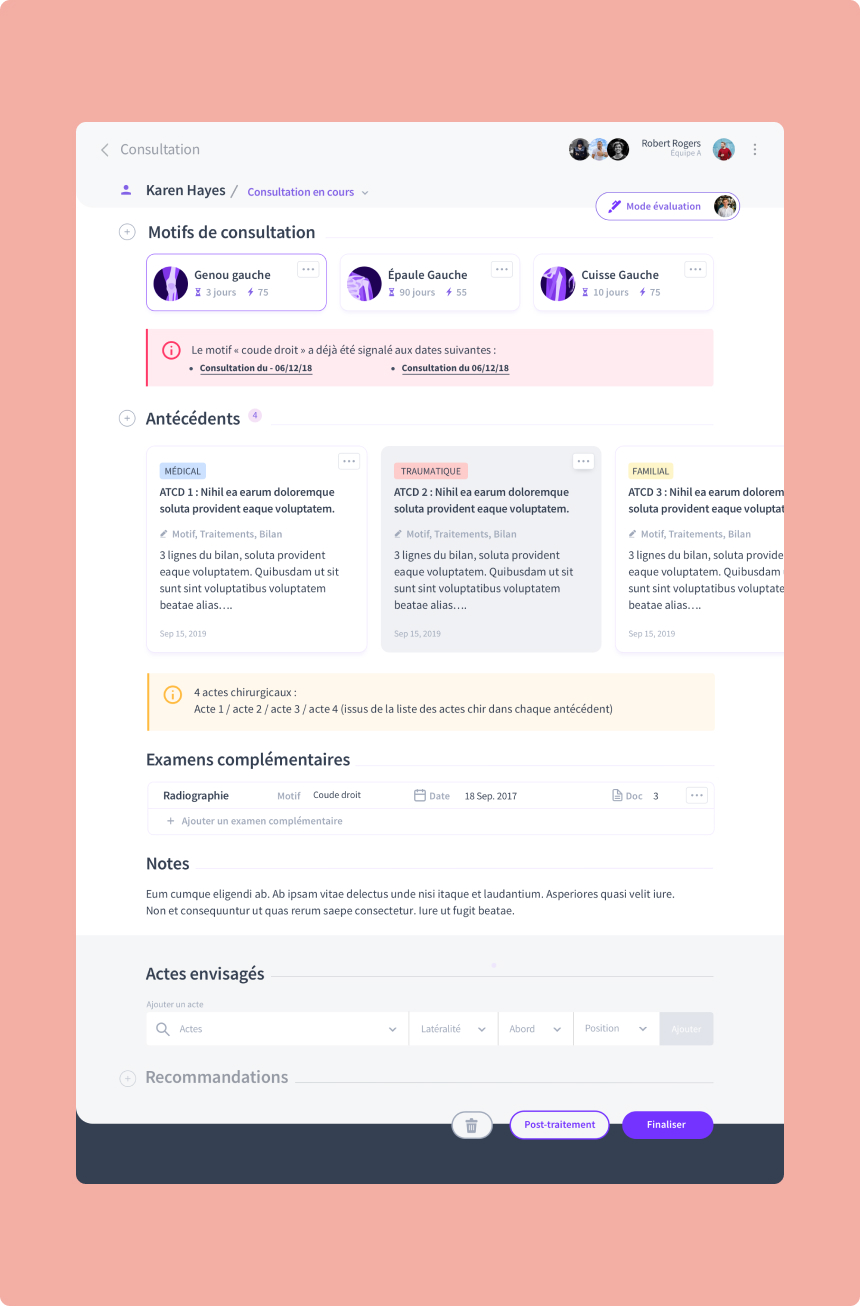 Consultation
Robert Rogers
Équipe A
Karen Hayes / Consultation en cours
Mode évaluation
Motifs de consultation
Genou gauche
3 jours 75
Épaule Gauche
90 jours 55
Cuisse Gauche
10 jours 75
Le motif « coude droit » a déjà été signalé aux dates suivantes :
• Consultation du - 06/12/18
• Consultation du 06/12/18
Antécédents 4
MÉDICAL
ATCD 1 : Nihil ea earum doloremque
soluta provident eaque voluptatem.
Motif, Traitements, Bilan
3 lignes du bilan, soluta provident
eaque voluptatem. Quibusdam ut sit
sunt sint voluptatibus voluptatem
beatae alias….
Sep 15, 2019
TRAUMATIQUE
ATCD 2 : Nihil ea earum doloremque
soluta provident eaque voluptatem.
Motif, Traitements, Bilan
3 lignes du bilan, soluta provident
eaque voluptatem. Quibusdam ut sit
sunt sint voluptatibus voluptatem
beatae alias….
Sep 15, 2019
FAMILIAL
ATCD 3 : Nihil ea earum dolorem
soluta provident eaque voluptat
Motif, Traitements, Bilan
3 lignes du bilan, soluta provide
eaque voluptatem. Quibusdam
sunt sint voluptatibus voluptate
beatae alias….
Sep 15, 2019
4 actes chirurgicaux :
Acte 1 / acte 2 / acte 3 / acte 4 (issus de la liste des actes chir dans chaque antécédent)
Examens complémentaires
Radiographie Motif Coude droit Date 18 Sep. 2017 Doc 3
+ Ajouter un examen complémentaire
Notes
Eum cumque eligendi ab. Ab ipsam vitae delectus unde nisi itaque et laudantium. Asperiores quasi velit iure.
Non et consequuntur ut quas rerum saepe consectetur. Iure ut fugit beatae.
Actes envisagés
Ajouter un acte
Actes Latéralité Abord Position Ajouter
Recommandations
Post-traitement
Finaliser